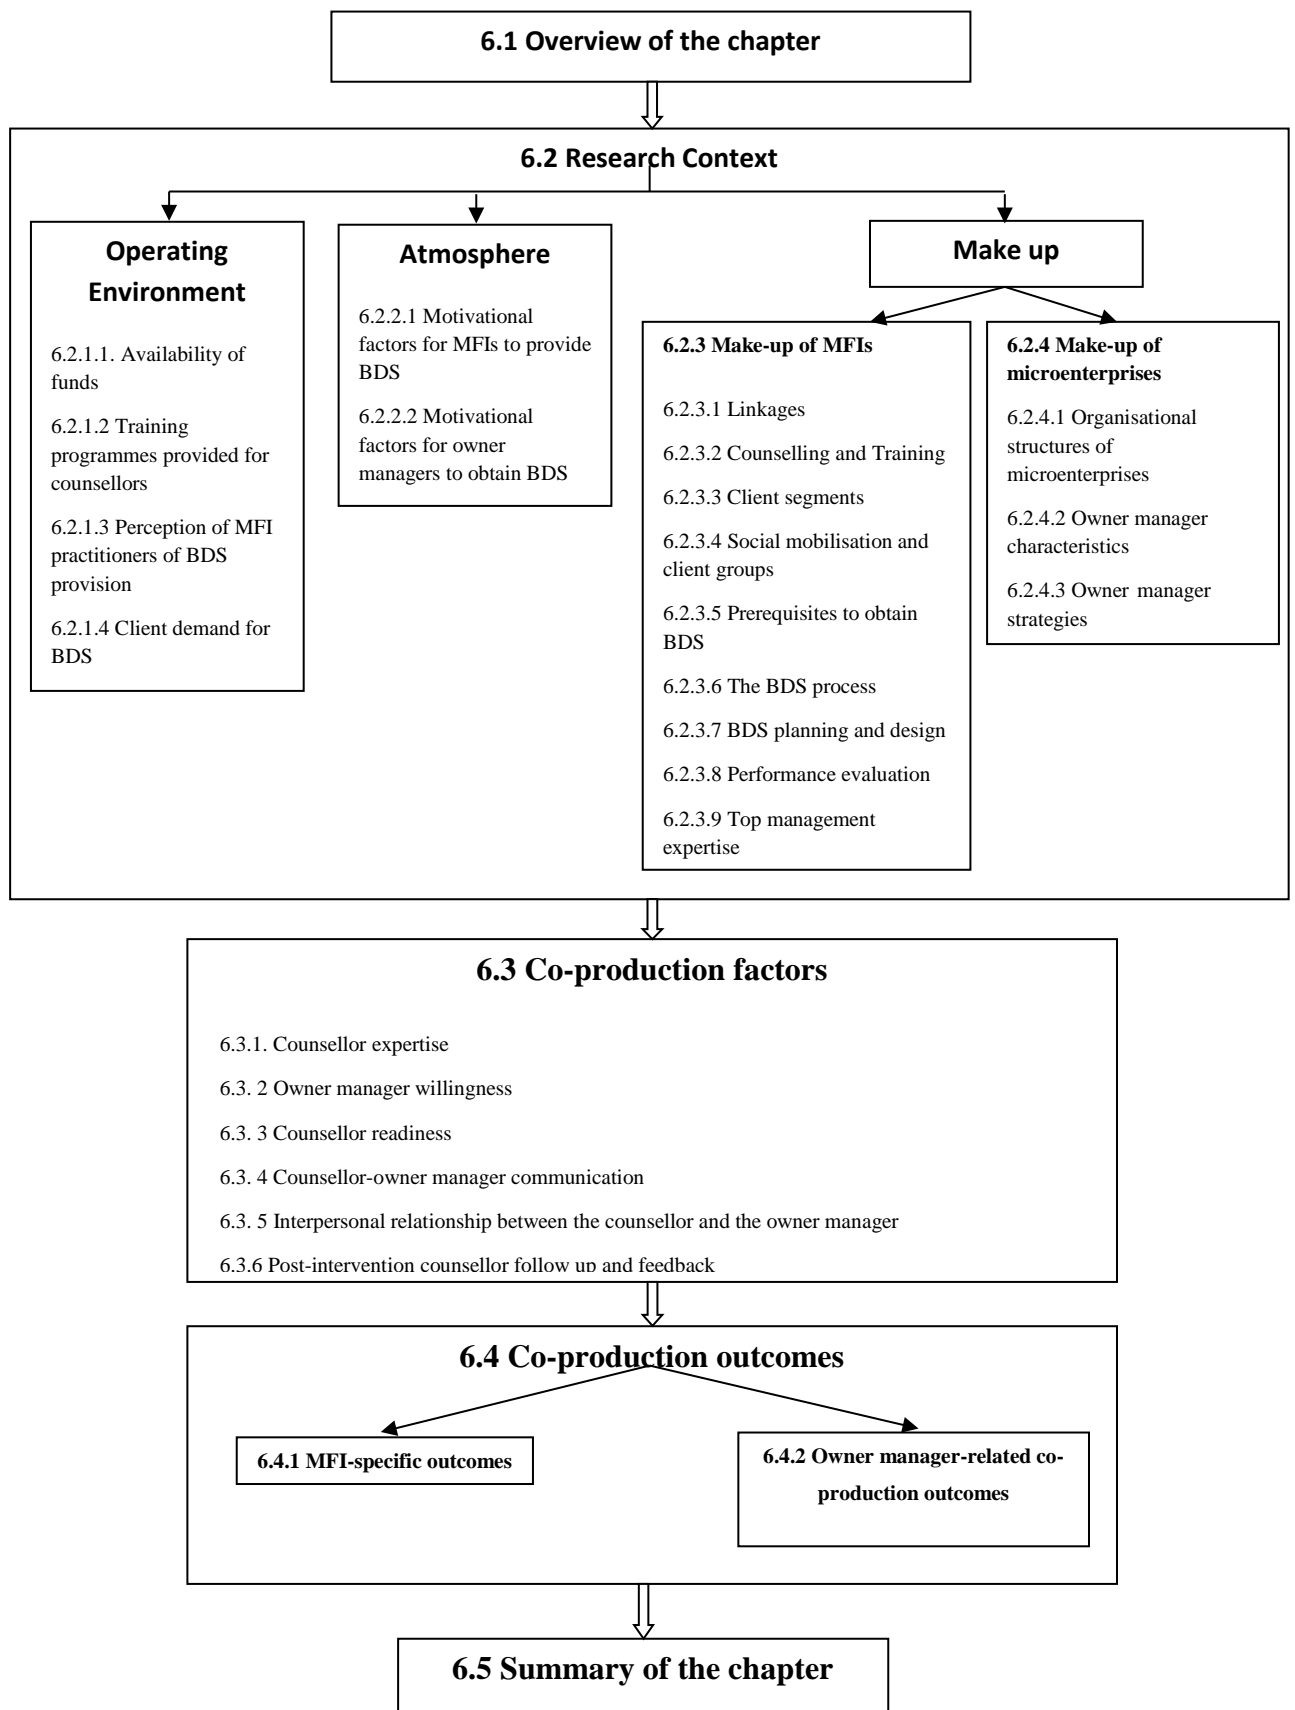 6.1 Overview of the chapter
6.2 Research Context
Operating
Environment
6.2.1.1. Availability of
funds
6.2.1.2 Training
programmes provided for
counsellors
6.2.1.3 Perception of MFI
practitioners of BDS
provision
6.2.1.4 Client demand for
BDS
Atmosphere
6.2.2.1 Motivational
factors for MFIs to provide
BDS
6.2.2.2 Motivational
factors for owner
managers to obtain BDS
Make up
6.2.3 Make-up of MFIs
6.2.3.1 Linkages
6.2.3.2 Counselling and Training
6.2.3.3 Client segments
6.2.3.4 Social mobilisation and
client groups
6.2.3.5 Prerequisites to obtain
BDS
6.2.3.6 The BDS process
6.2.3.7 BDS planning and design
6.2.3.8 Performance evaluation
6.2.3.9 Top management
expertise
6.2.4 Make-up of
microenterprises
6.2.4.1 Organisational
structures of
microenterprises
6.2.4.2 Owner manager
characteristics
6.2.4.3 Owner manager
strategies
6.3 Co-production factors
6.3.1. Counsellor expertise
6.3. 2 Owner manager willingness
6.3. 3 Counsellor readiness
6.3. 4 Counsellor-owner manager communication
6.3. 5 Interpersonal relationship between the counsellor and the owner manager
6.3.6 Post-intervention counsellor follow up and feedback
6.4 Co-production outcomes
6.4.1 MFI-specific outcomes
6.4.2 Owner manager-related co-
production outcomes
6.5 Summary of the chapter